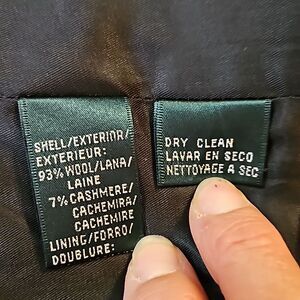 SHELL/EXTERIOR/
EXTERIEUR:
93% WOOL/LANA/
LAINE
7% CASHMERE/
CACHEMIRA/
CACHEMIRE
LINING/FORRO/
DOUBLURE:
DRY CLEAN
LAVAR EN SECO
NETTOYAGE A SEC